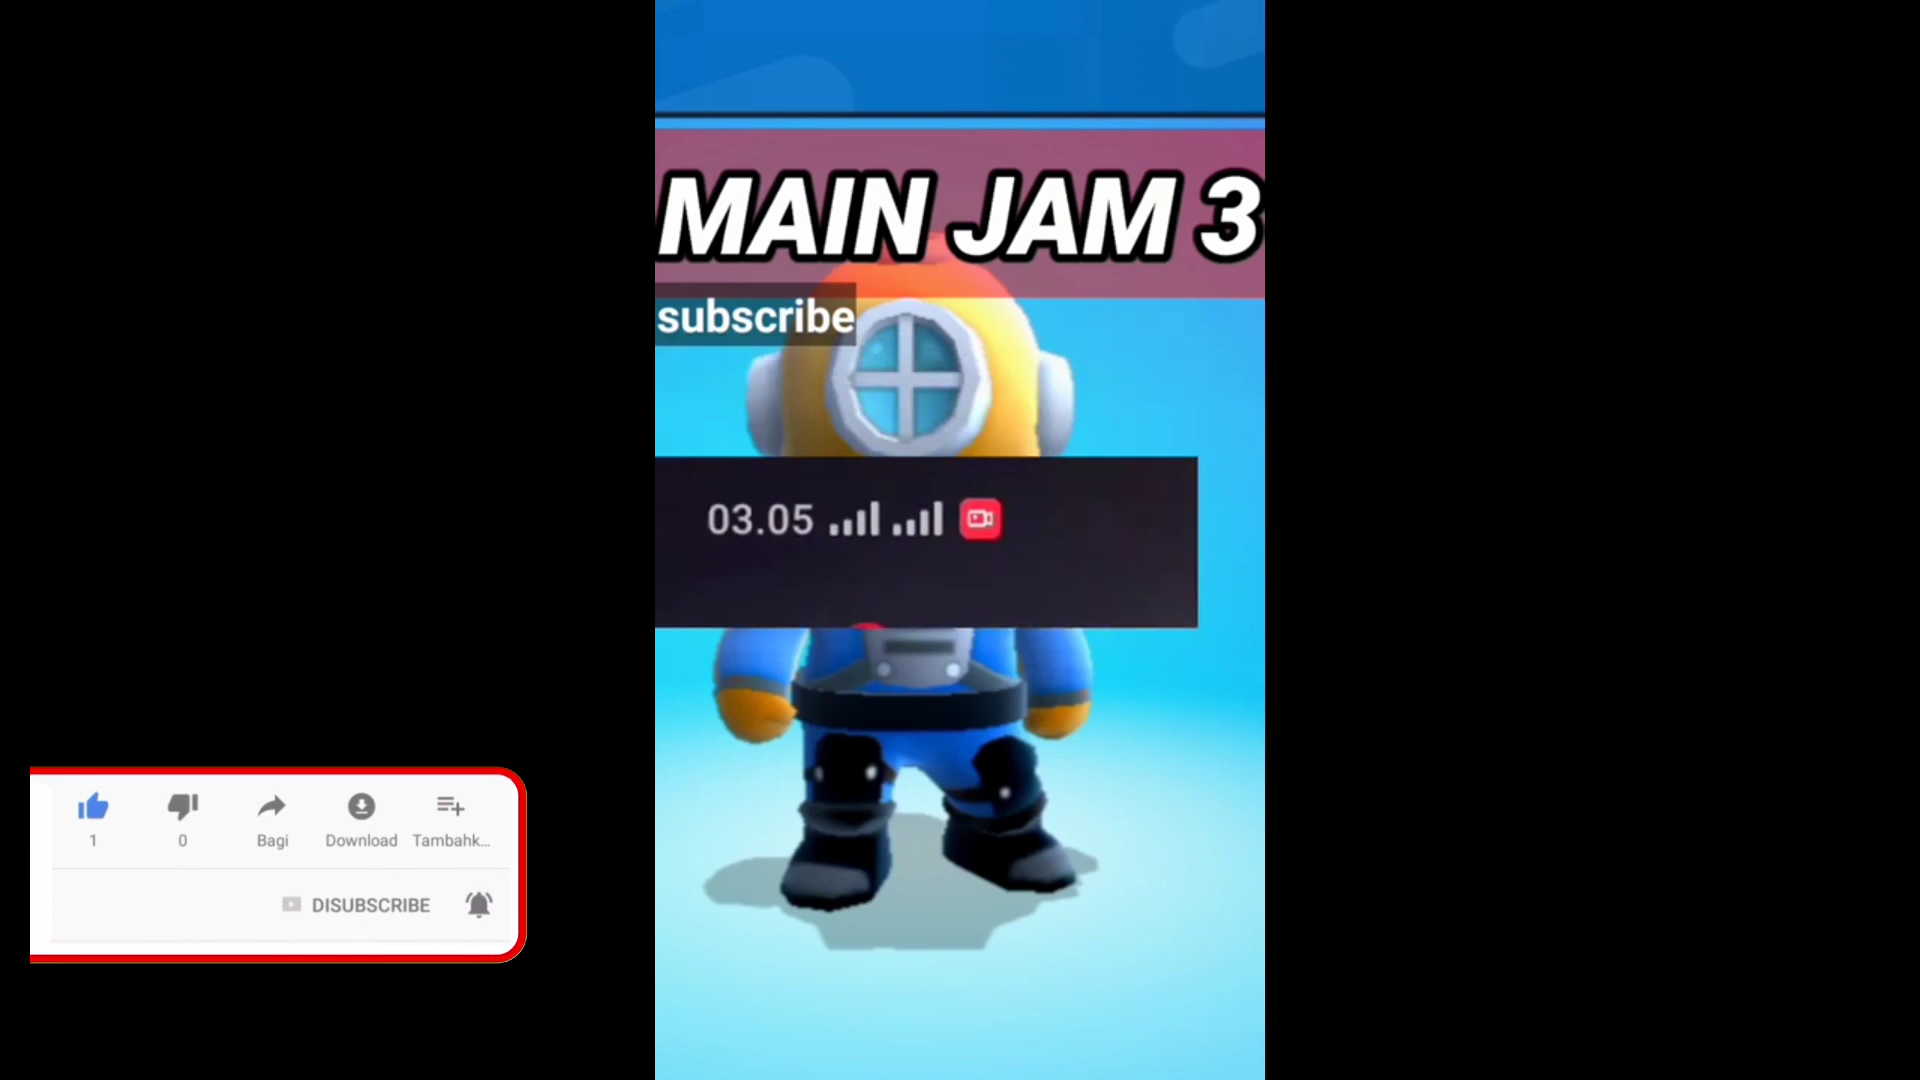 MAIN JAM 3
subscribe
03.05
1
0
Bagi
Download
Tambahk...
DISUBSCRIBE